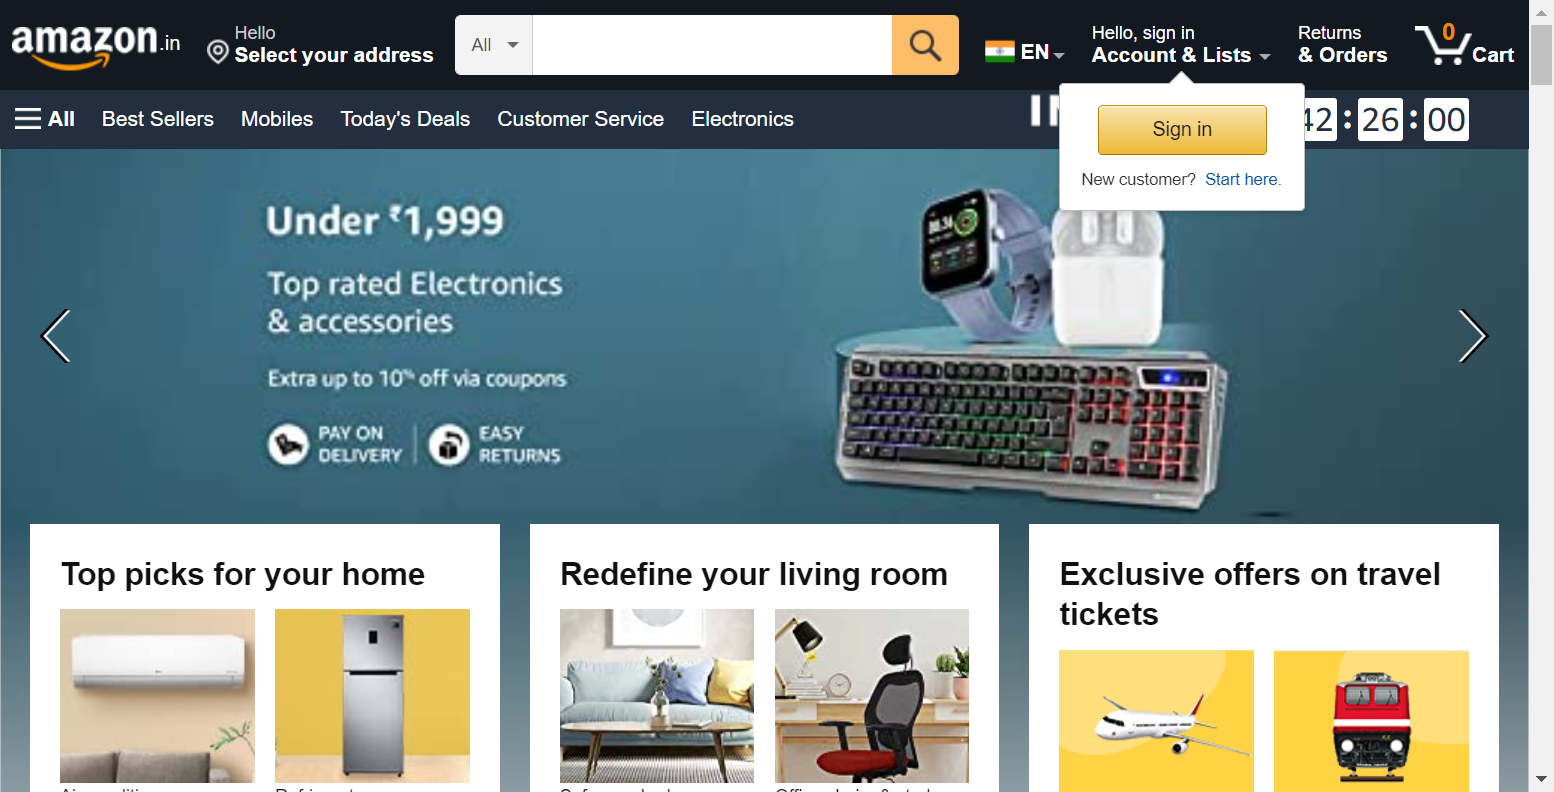 amazon.in
Hello
Select your address
All
EN
Hello, sign in
Account & Lists
Returns
& Orders
0
Cart
All
Best Sellers
Mobiles
Today's Deals
Customer Service
Electronics
42 : 26 : 00
Sign in
New customer? Start here.
Under ₹1,999
Top rated Electronics
& accessories
Extra up to 10% off via coupons
PAY ON
DELIVERY
EASY
RETURNS
Top picks for your home
Redefine your living room
Exclusive offers on travel
tickets